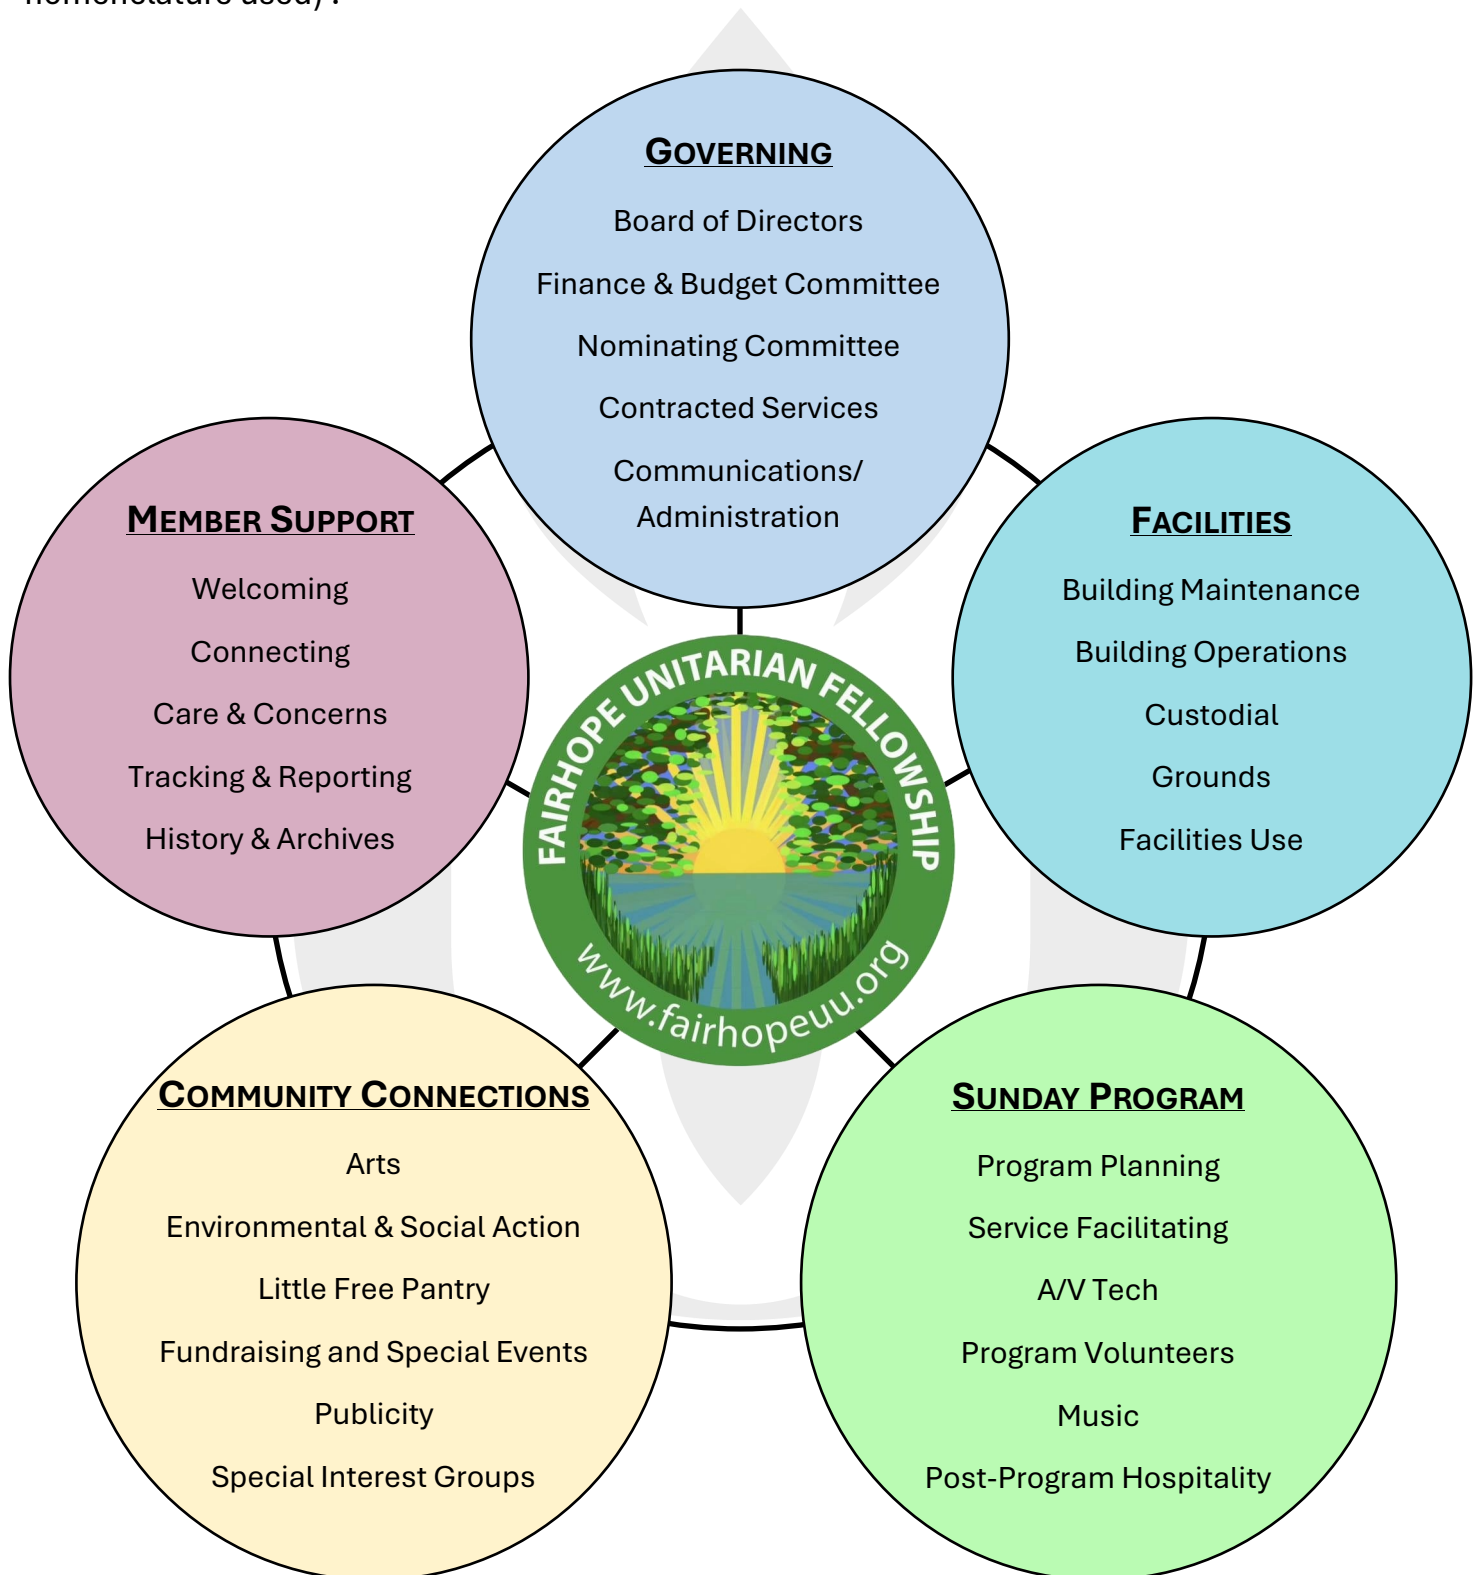 nomenclature used) .
GOVERNING
Board of Directors
Finance & Budget Committee
Nominating Committee
Contracted Services
Communications/
Administration
MEMBER SUPPORT
Welcoming
Connecting
Care & Concerns
Tracking & Reporting
History & Archives
FACILITIES
Building Maintenance
Building Operations
Custodial
Grounds
Facilities Use
FAIRHOPE UNITARIAN FELLOWSHIP
www.fairhopeuu.org
COMMUNITY CONNECTIONS
Arts
Environmental & Social Action
Little Free Pantry
Fundraising and Special Events
Publicity
Special Interest Groups
SUNDAY PROGRAM
Program Planning
Service Facilitating
A/V Tech
Program Volunteers
Music
Post-Program Hospitality